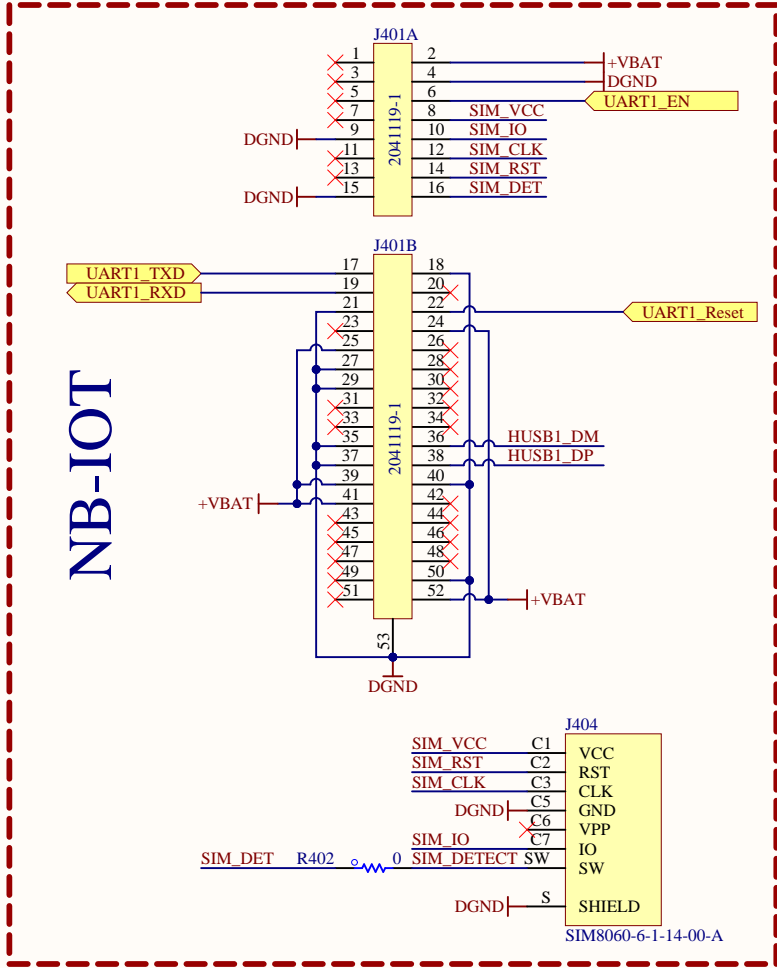 J401A
1 2 +VBAT
3 4 DGND
5 6 UART1_EN
7 8 SIM_VCC
DGND 9 10 SIM_IO
11 12 SIM_CLK
13 14 SIM_RST
DGND 15 16 SIM_DET
2041119-1
J401B
UART1_TXD 17 18
UART1_RXD 19 20
21 22 UART1_Reset
23 24
25 26
27 28
29 30
31 32
33 34
35 36 HUSB1_DM
37 38 HUSB1_DP
39 40
+VBAT 41 42
43 44
45 46
47 48
49 50
51 52 +VBAT
2041119-1
53
DGND
NB-IOT
J404
SIM_VCC C1 VCC
SIM_RST C2 RST
SIM_CLK C3 CLK
DGND C5 GND
C6 VPP
SIM_IO C7 IO
SIM_DET R402 0 SIM_DETECT SW SW
DGND S SHIELD
SIM8060-6-1-14-00-A